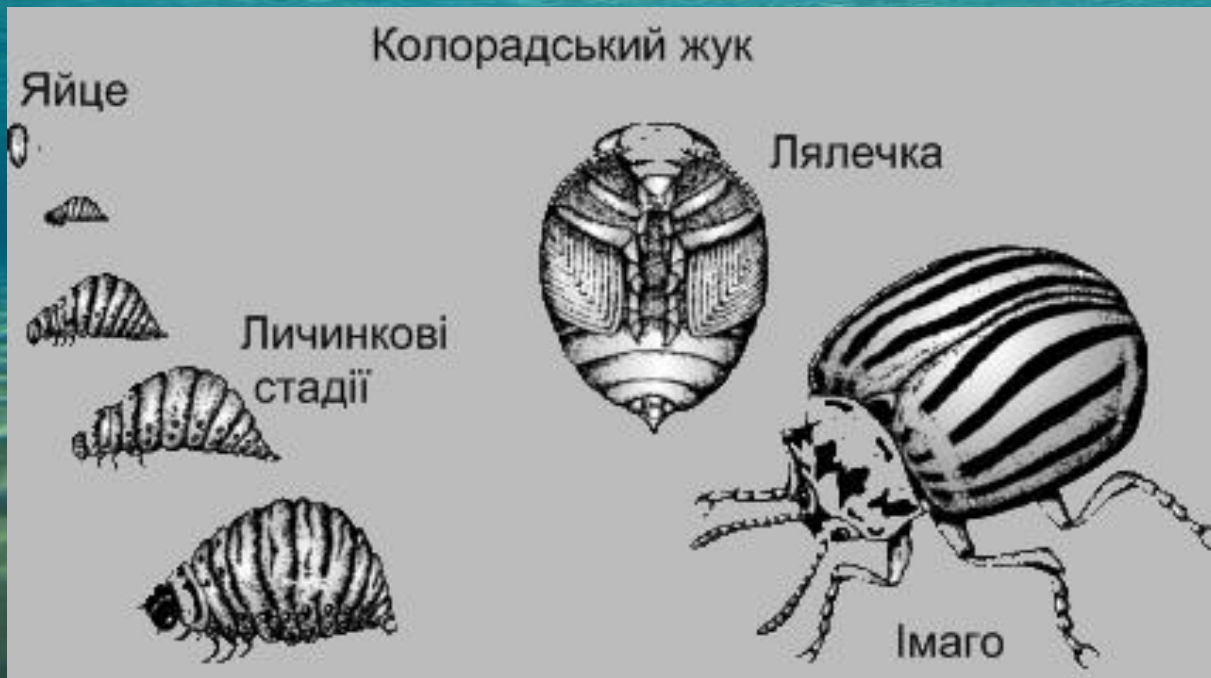 Колорадський жук
Яйце
Лялечка
Личинкові
стадії
Імаго